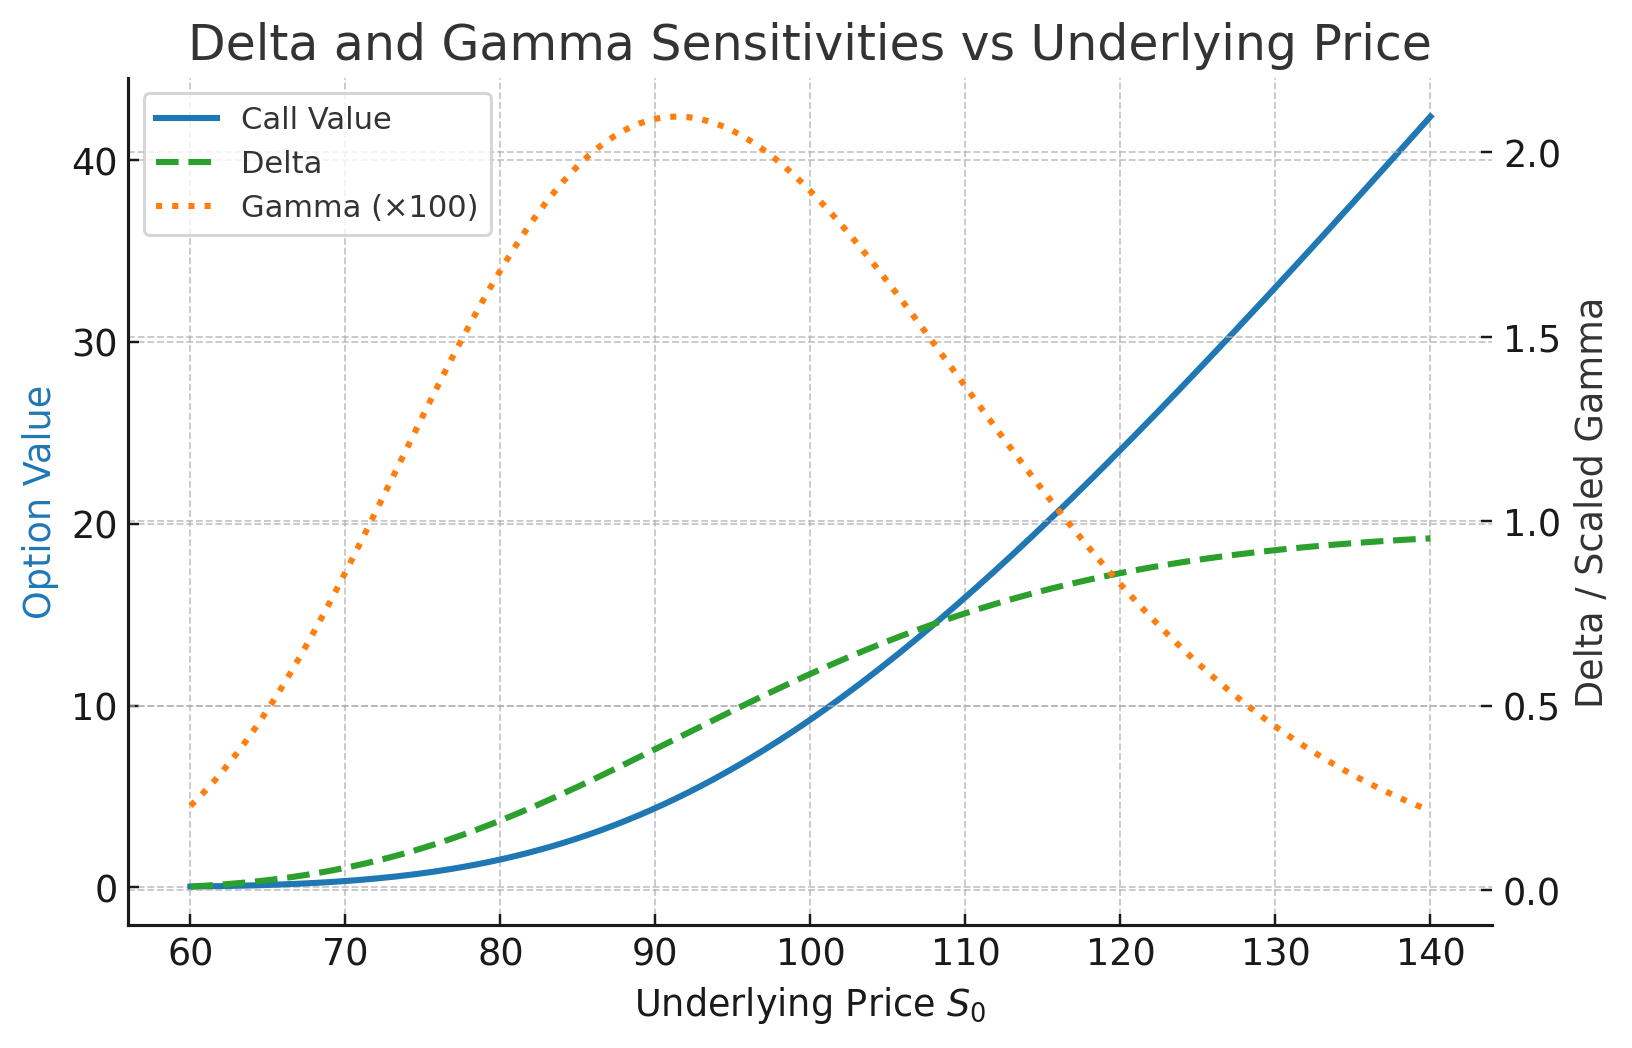 Delta and Gamma Sensitivities vs Underlying Price
Call Value
Delta
Gamma (×100)
Option Value
40
30
20
10
0
2.0
1.5
1.0
0.5
0.0
Delta / Scaled Gamma
60 70 80 90 100 110 120 130 140
Underlying Price S₀